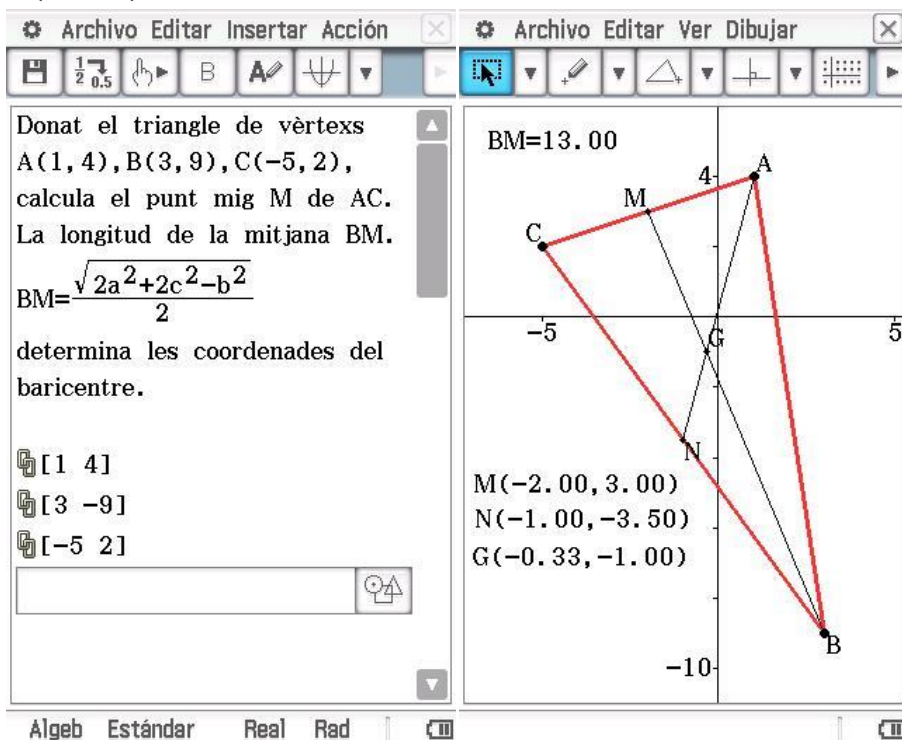 Archivo Editar Insertar Acción
B
Donat el triangle de vèrtexs
A(1,4),B(3,9),C(-5,2),
calcula el punt mig M de AC.
La longitud de la mitjana BM.
BM=√2a²+2c²-b²/2
determina les coordenades del
baricentre.
[1 4]
[3 -9]
[-5 2]
Algeb Estándar Real Rad
Archivo Editar Ver Dibujar
BM=13.00
A
4
M
C
-5
5
G
N
M(-2.00,3.00)
N(-1.00,-3.50)
G(-0.33,-1.00)
B
-10